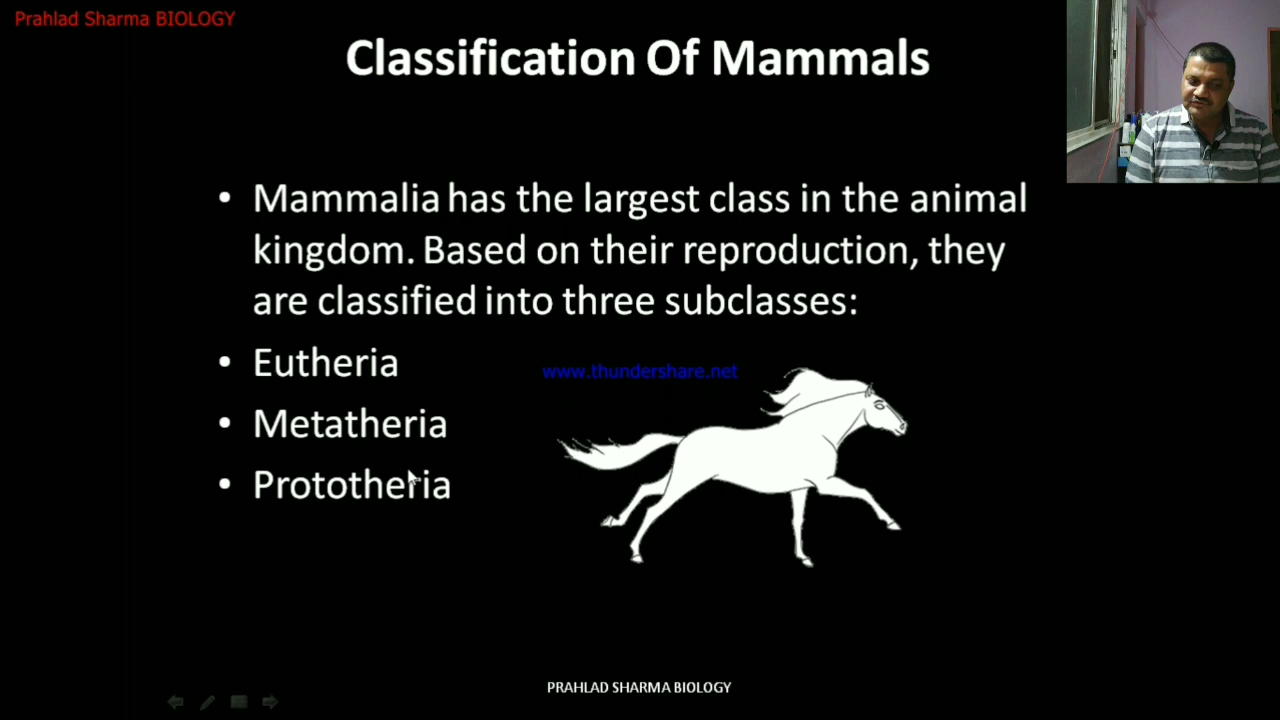 Prahlad Sharma BIOLOGY
Classification Of Mammals
• Mammalia has the largest class in the animal
kingdom. Based on their reproduction, they
are classified into three subclasses:
• Eutheria
www.thundershare.net
• Metatheria
• Prototheria
PRAHLAD SHARMA BIOLOGY